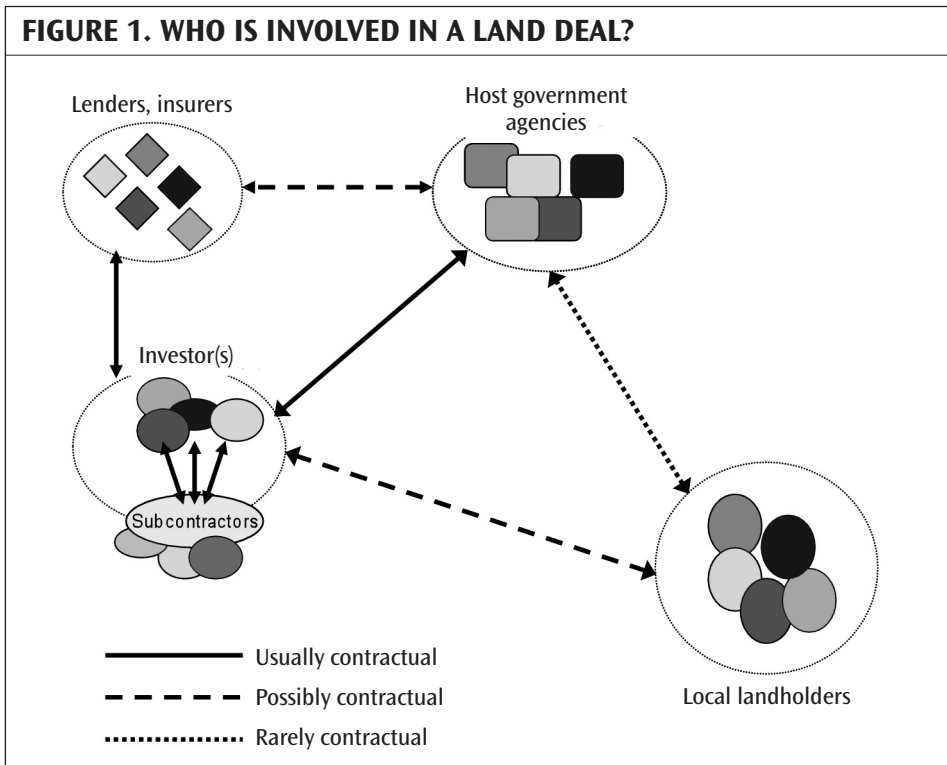 FIGURE 1. WHO IS INVOLVED IN A LAND DEAL?
Lenders, insurers
Host government
agencies
Investor(s)
Subcontractors
Local landholders
Usually contractual
Possibly contractual
Rarely contractual